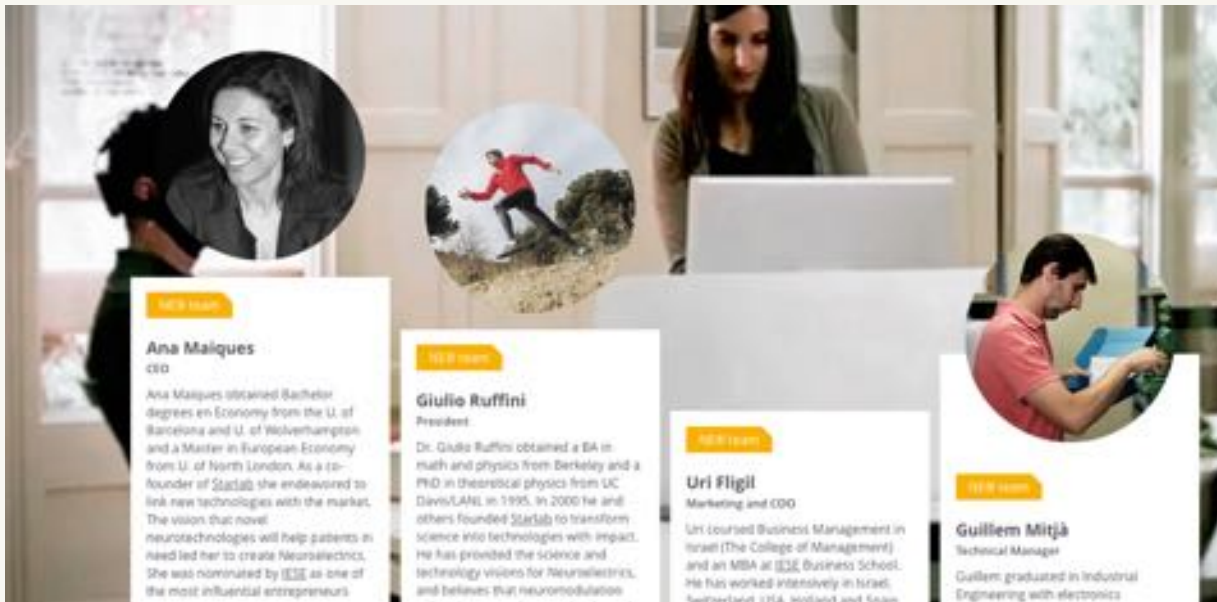 NE® team
Ana Maiques
CEO
Ana Maiques obtained Bachelor
degrees en Economy from the U. of
Barcelona and U. of Wolverhampton
and a Master in European Economy
from U. of North London. As a co-
founder of Starlab she endeavored to
link new technologies with the market.
The vision that novel
neurotechnologies will help patients in
need led her to create Neuroelectrics.
She was nominated by IESE as one of
the most influential entrepreneurs
NE® team
Giulio Ruffini
President
Dr. Giulio Ruffini obtained a BA in
math and physics from Berkeley and a
PhD in theoretical physics from UC
Davis/LANL in 1995. In 2000 he and
others founded Starlab to transform
science into technologies with impact.
He has provided the science and
technology visions for Neuroelectrics,
and believes that neuromodulation
NE® team
Uri Fligil
Marketing and COO
Uri coursed Business Management in
Israel (The College of Management)
and an MBA at IESE Business School.
He has worked intensively in Israel,
Switzerland, USA, Holland and Spain
NE® team
Guillem Mitjà
Technical Manager
Guillem graduated in Industrial
Engineering with electronics